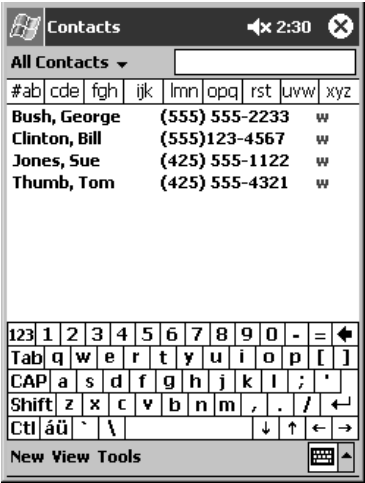 Contacts 2:30
All Contacts
#ab cde fgh ijk lmn opq rst uvw xyz
Bush, George (555) 555-2233 w
Clinton, Bill (555)123-4567 w
Jones, Sue (425) 555-1122 w
Thumb, Tom (425) 555-4321 w
123 1 2 3 4 5 6 7 8 9 0 - =
Tab q w e r t y u i o p [ ]
CAP a s d f g h j k l ; '
Shift z x c v b n m , . /
Ctl áü ` \ ↓ ↑ ← →
New View Tools